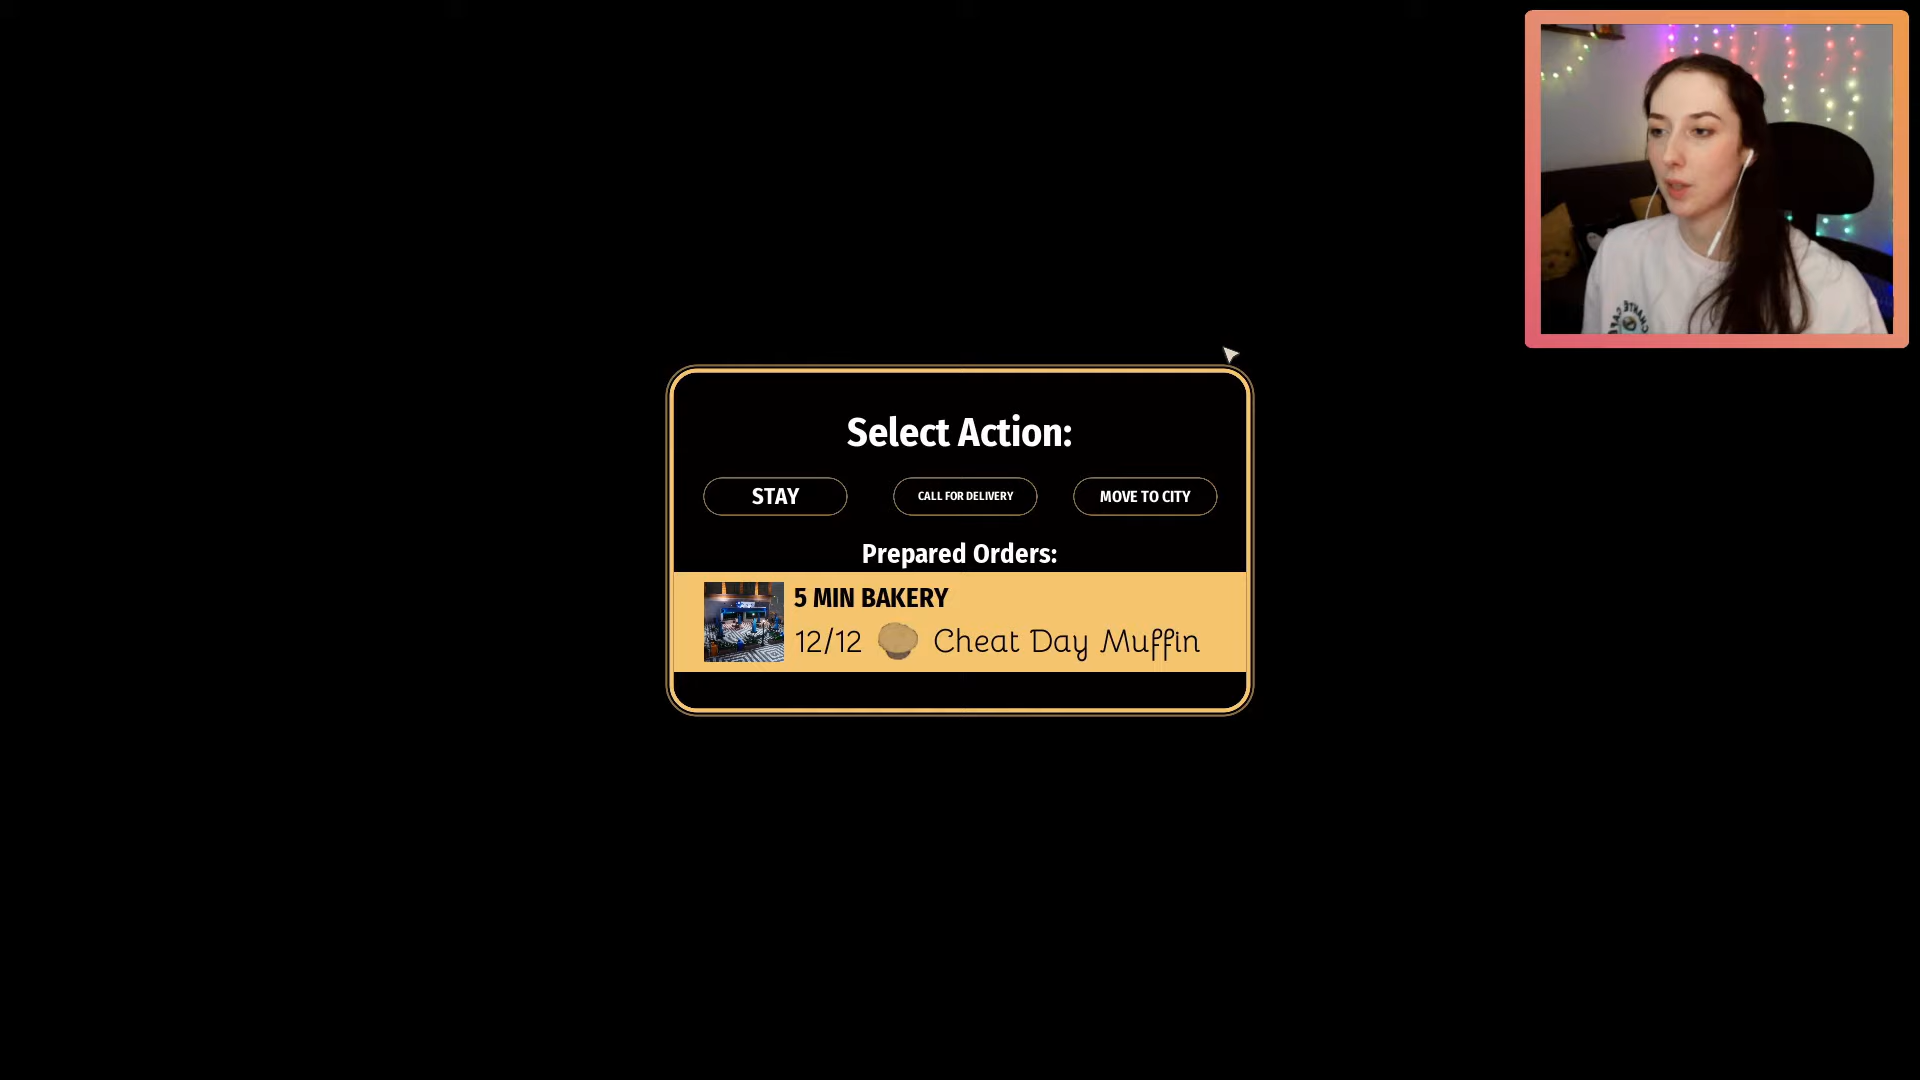 Select Action:
STAY
CALL FOR DELIVERY
MOVE TO CITY
Prepared Orders:
5 MIN BAKERY
12/12 Cheat Day Muffin